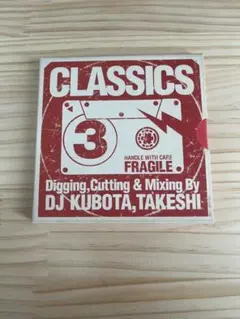 CLASSICS
3
HANDLE WITH CARE
FRAGILE
Digging, Cutting & Mixing By
DJ KUBOTA, TAKESHI